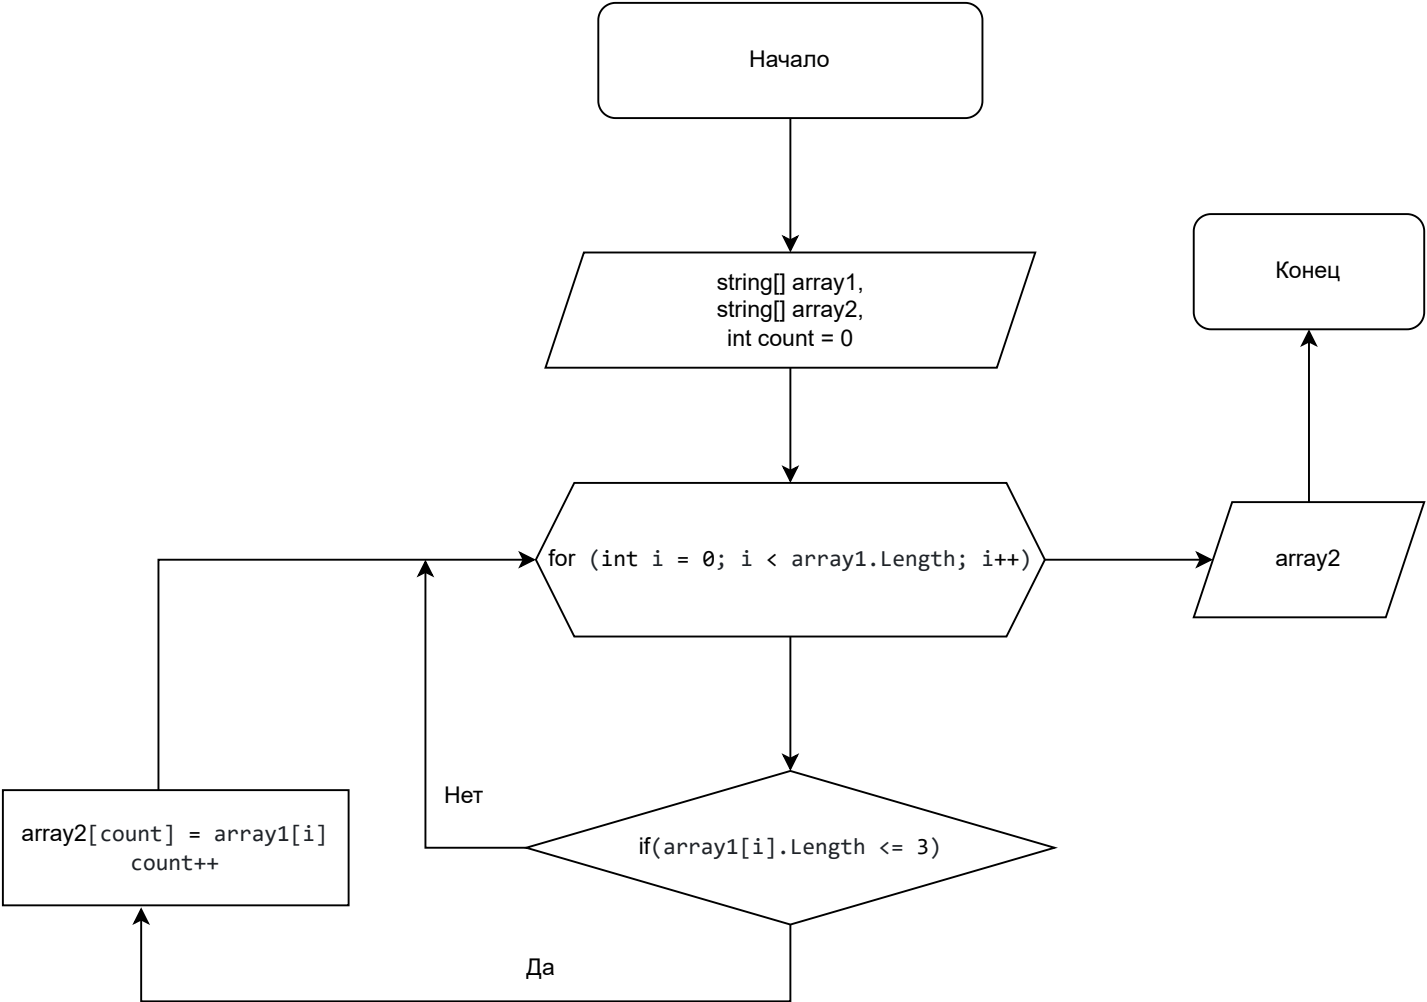 Начало
string[] array1,
string[] array2,
int count = 0
Конец
for (int i = 0; i < array1.Length; i++)
array2
Нет
array2[count] = array1[i]
count++
if(array1[i].Length <= 3)
Да